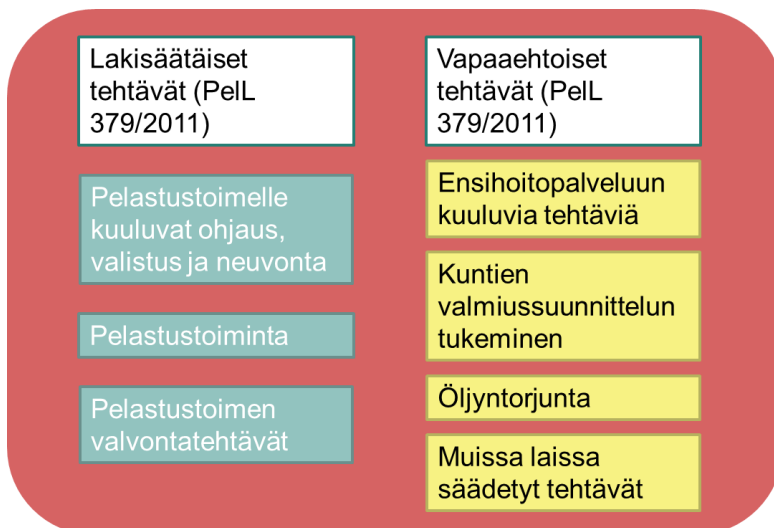 Lakisäätäiset
tehtävät (PelL
379/2011)
Pelastustoimelle
kuuluvat ohjaus,
valistus ja neuvonta
Pelastustoiminta
Pelastustoimen
valvontatehtävät
Vapaaehtoiset
tehtävät (PelL
379/2011)
Ensihoitopalveluun
kuuluvia tehtäviä
Kuntien
valmiussuunnittelun
tukeminen
Öljyntorjunta
Muissa laissa
säädetyt tehtävät